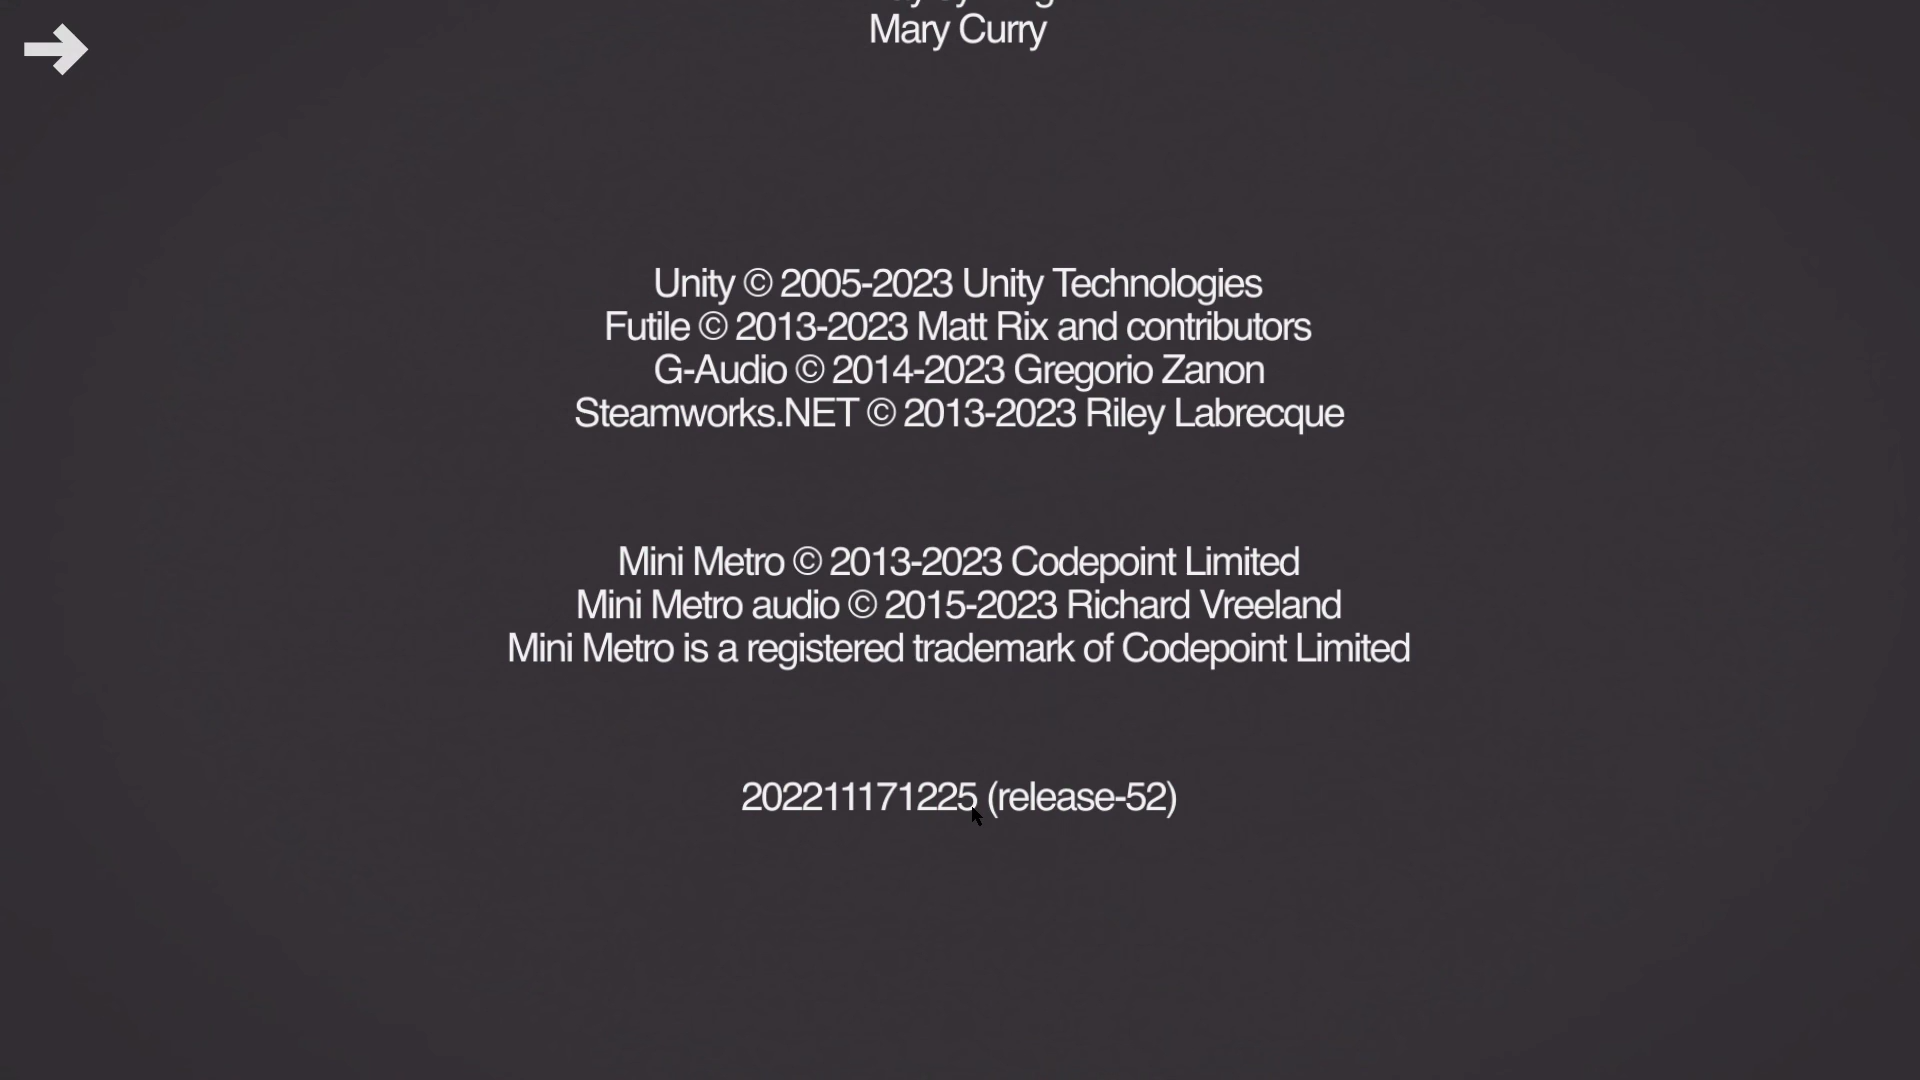 Mary Curry
Unity © 2005-2023 Unity Technologies
Futile © 2013-2023 Matt Rix and contributors
G-Audio © 2014-2023 Gregorio Zanon
Steamworks.NET © 2013-2023 Riley Labrecque
Mini Metro © 2013-2023 Codepoint Limited
Mini Metro audio © 2015-2023 Richard Vreeland
Mini Metro is a registered trademark of Codepoint Limited
202211171225 (release-52)